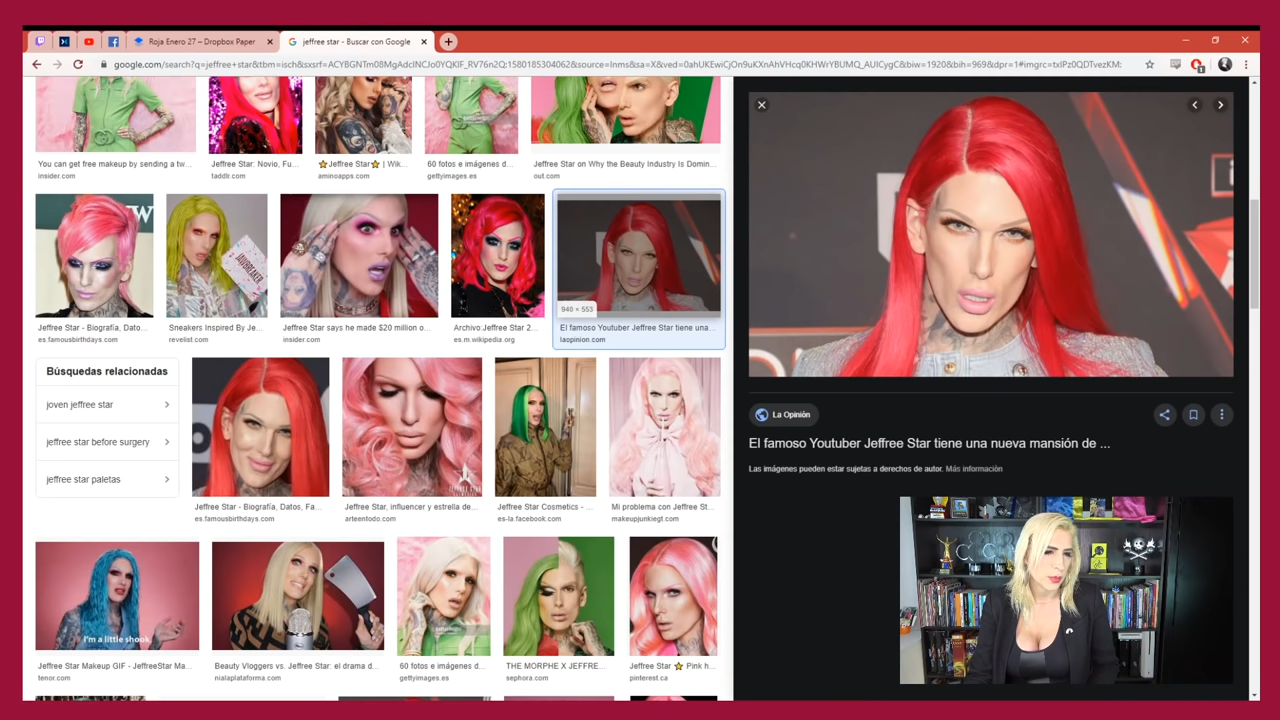 Roja Enero 27 – Dropbox Paper
jeffree star - Buscar con Google
google.com/search?q=jeffree+star&tbm=isch&sxsrf=ACYBGNTm08MgAdcINCJo0YQKIF_RV76n2Q:1580185304062&source=lnms&sa=X&ved=0ahUKEwiCjOn9uKXnAhVHcq0KHWrYBUMQ_AUICygC&biw=1920&bih=969&dpr=1#imgrc=txIPz0QDTvezKM:
You can get free makeup by sending a tw...
insider.com
Jeffree Star: Novio, Fu...
taddlr.com
⭐Jeffree Star⭐ | Wik...
aminoapps.com
60 fotos e imágenes d...
gettyimages.es
Jeffree Star on Why the Beauty Industry Is Domin...
out.com
W
JAWBREAKER
940 × 553
Jeffree Star - Biografía, Dato...
es.famousbirthdays.com
Sneakers Inspired By Je...
revelist.com
Jeffree Star says he made $20 million o...
insider.com
Archivo:Jeffree Star 2...
es.m.wikipedia.org
El famoso Youtuber Jeffree Star tiene una...
laopinion.com
Búsquedas relacionadas
joven jeffree star
jeffree star before surgery
jeffree star paletas
Jeffree Star - Biografía, Datos, Fa...
es.famousbirthdays.com
Jeffree Star, influencer y estrella de...
arteentodo.com
Jeffree Star Cosmetics - ...
es-la.facebook.com
Mi problema con Jeffree St...
makeupjunkiegt.com
I'm a little shook.
Jeffree Star Makeup GIF - JeffreeStar Ma...
tenor.com
Beauty Vloggers vs. Jeffree Star: el drama d...
nialaplataforma.com
60 fotos e imágenes d...
gettyimages.es
THE MORPHE X JEFFRE...
sephora.com
Jeffree Star ⭐ Pink h...
pinterest.ca
La Opinión
El famoso Youtuber Jeffree Star tiene una nueva mansión de ...
Las imágenes pueden estar sujetas a derechos de autor. Más información